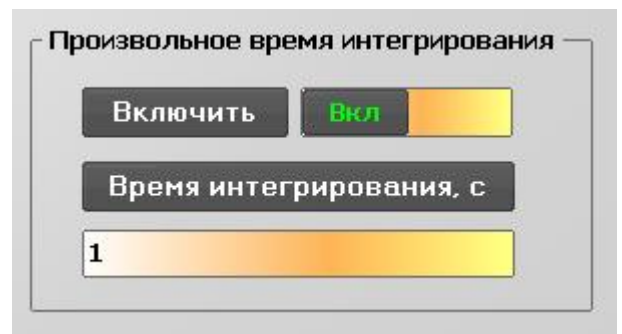 Произвольное время интегрирования
Включить Вкл
Время интегрирования, с
1